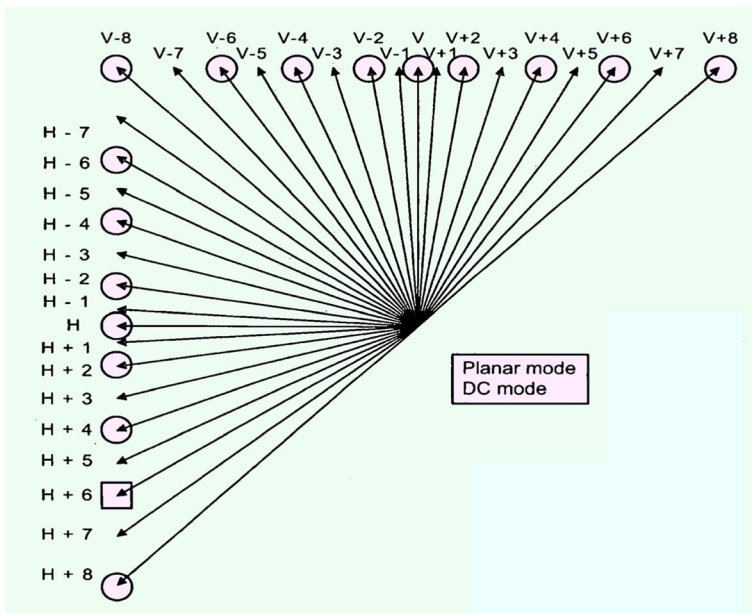 V-8 V-7 V-6 V-5 V-4 V-3 V-2 V-1 V V+1 V+2 V+3 V+4 V+5 V+6 V+7 V+8
H - 7
H - 6
H - 5
H - 4
H - 3
H - 2
H - 1
H
H + 1
H + 2
H + 3
H + 4
H + 5
H + 6
H + 7
H + 8
Planar mode
DC mode